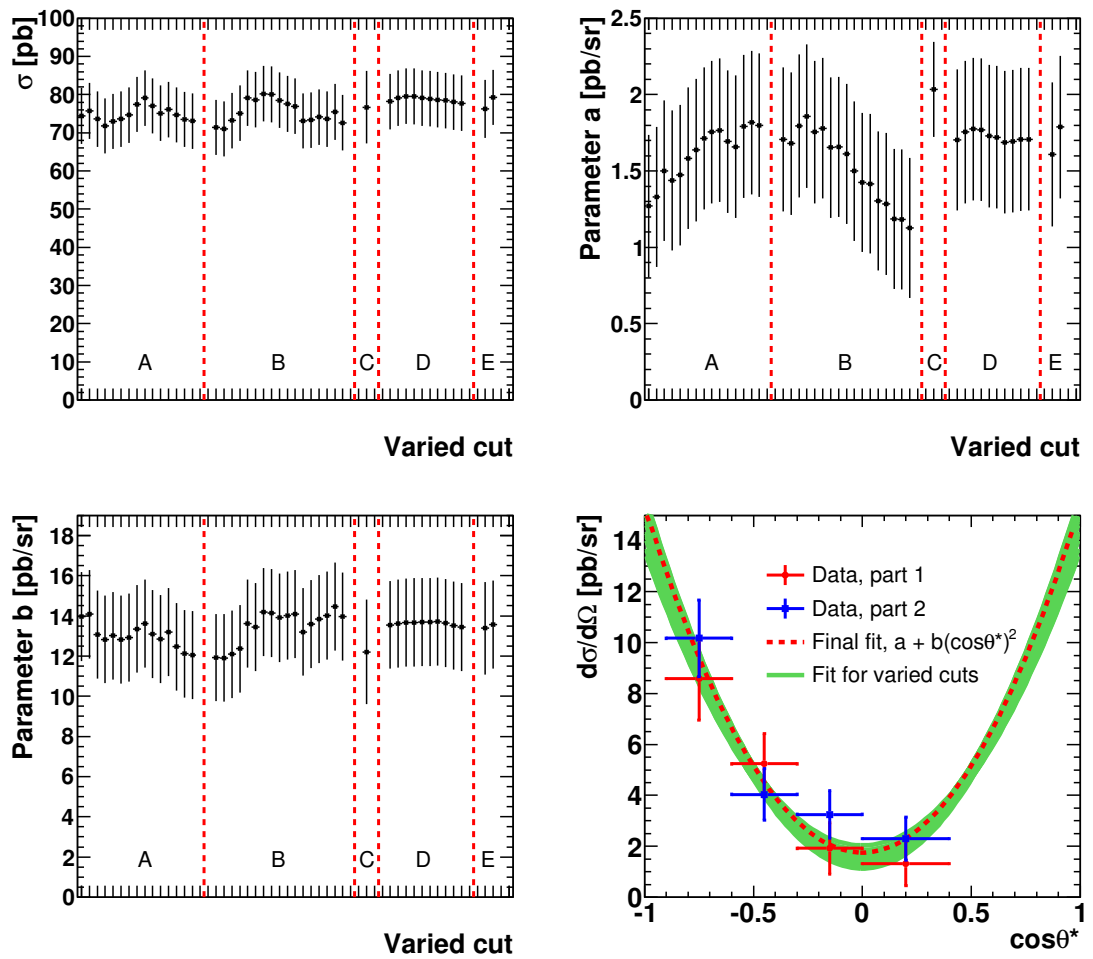 σ [pb]
100
90
80
70
60
50
40
30
20
10
0
A B C D E
Varied cut
Parameter a [pb/sr]
2.5
2
1.5
1
0.5
0
A B C D E
Varied cut
Parameter b [pb/sr]
18
16
14
12
10
8
6
4
2
0
A B C D E
Varied cut
dσ/dΩ [pb/sr]
14
12
10
8
6
4
2
0
Data, part 1
Data, part 2
Final fit, a + b(cosθ*)²
Fit for varied cuts
-1 -0.5 0 0.5 1
cosθ*